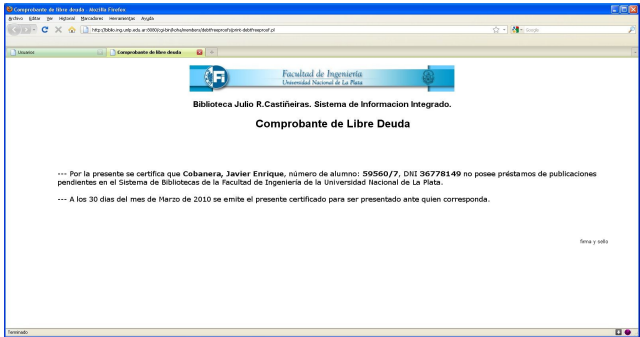 Comprobante de libre deuda - Mozilla Firefox
Archivo Editar Ver Historial Marcadores Herramientas Ayuda
Google
Usuarios
Comprobante de libre deuda
Facultad de Ingeniería
Universidad Nacional de La Plata
Biblioteca Julio R.Castiñeiras. Sistema de Informacion Integrado.
Comprobante de Libre Deuda
--- Por la presente se certifica que Cobanera, Javier Enrique, número de alumno: 59560/7, DNI 36778149 no posee préstamos de publicaciones
pendientes en el Sistema de Bibliotecas de la Facultad de Ingeniería de la Universidad Nacional de La Plata.
--- A los 30 dias del mes de Marzo de 2010 se emite el presente certificado para ser presentado ante quien corresponda.
firma y sello
Terminado